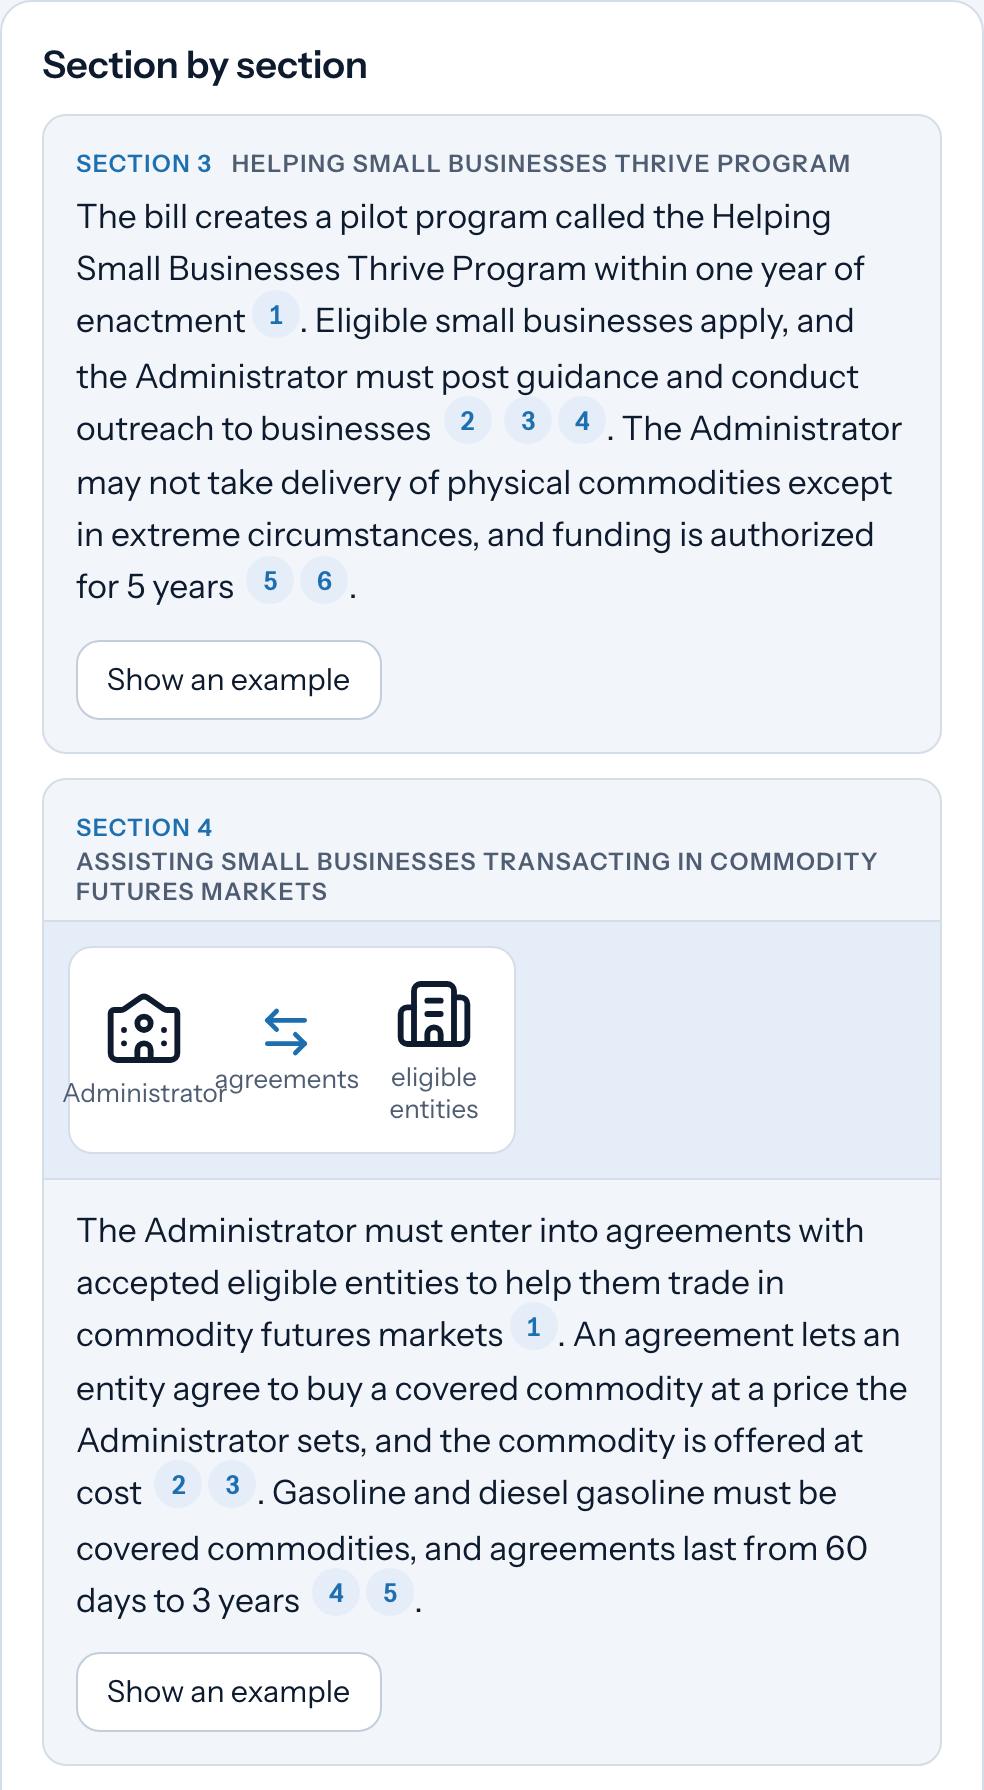 Section by section
SECTION 3 HELPING SMALL BUSINESSES THRIVE PROGRAM
The bill creates a pilot program called the Helping
Small Businesses Thrive Program within one year of
enactment 1. Eligible small businesses apply, and
the Administrator must post guidance and conduct
outreach to businesses 2 3 4. The Administrator
may not take delivery of physical commodities except
in extreme circumstances, and funding is authorized
for 5 years 5 6.
Show an example
SECTION 4
ASSISTING SMALL BUSINESSES TRANSACTING IN COMMODITY
FUTURES MARKETS
Administrator
agreements
eligible
entities
The Administrator must enter into agreements with
accepted eligible entities to help them trade in
commodity futures markets 1. An agreement lets an
entity agree to buy a covered commodity at a price the
Administrator sets, and the commodity is offered at
cost 2 3. Gasoline and diesel gasoline must be
covered commodities, and agreements last from 60
days to 3 years 4 5.
Show an example